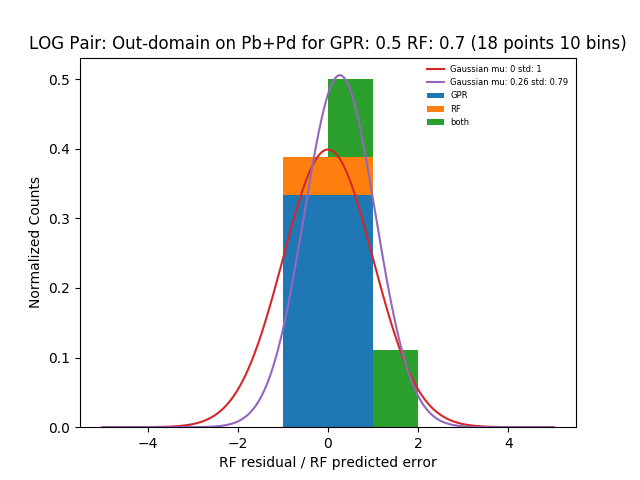 LOG Pair: Out-domain on Pb+Pd for GPR: 0.5 RF: 0.7 (18 points 10 bins)
Gaussian mu: 0 std: 1
Gaussian mu: 0.26 std: 0.79
GPR
RF
both
Normalized Counts
0.5
0.4
0.3
0.2
0.1
0.0
−4
−2
0
2
4
RF residual / RF predicted error